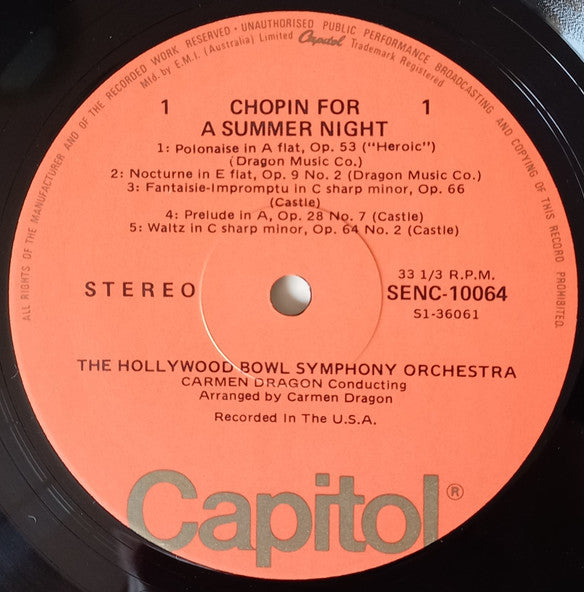 ALL RIGHTS OF THE MANUFACTURER AND OF THE RECORDED WORK RESERVED · UNAUTHORISED PUBLIC PERFORMANCE BROADCASTING AND COPYING OF THIS RECORD PROHIBITED.
Mfd. by E.M.I. (Australia) Limited Capitol Trademark Registered
1 CHOPIN FOR 1
A SUMMER NIGHT
1: Polonaise in A flat, Op. 53 ("Heroic")
(Dragon Music Co.)
2: Nocturne in E flat, Op. 9 No. 2 (Dragon Music Co.)
3: Fantaisie-Impromptu in C sharp minor, Op. 66
(Castle)
4: Prelude in A, Op. 28 No. 7 (Castle)
5: Waltz in C sharp minor, Op. 64 No. 2 (Castle)
33 1/3 R.P.M.
STEREO SENC-10064
S1-36061
THE HOLLYWOOD BOWL SYMPHONY ORCHESTRA
CARMEN DRAGON Conducting
Arranged by Carmen Dragon
Recorded In The U.S.A.
Capitol®